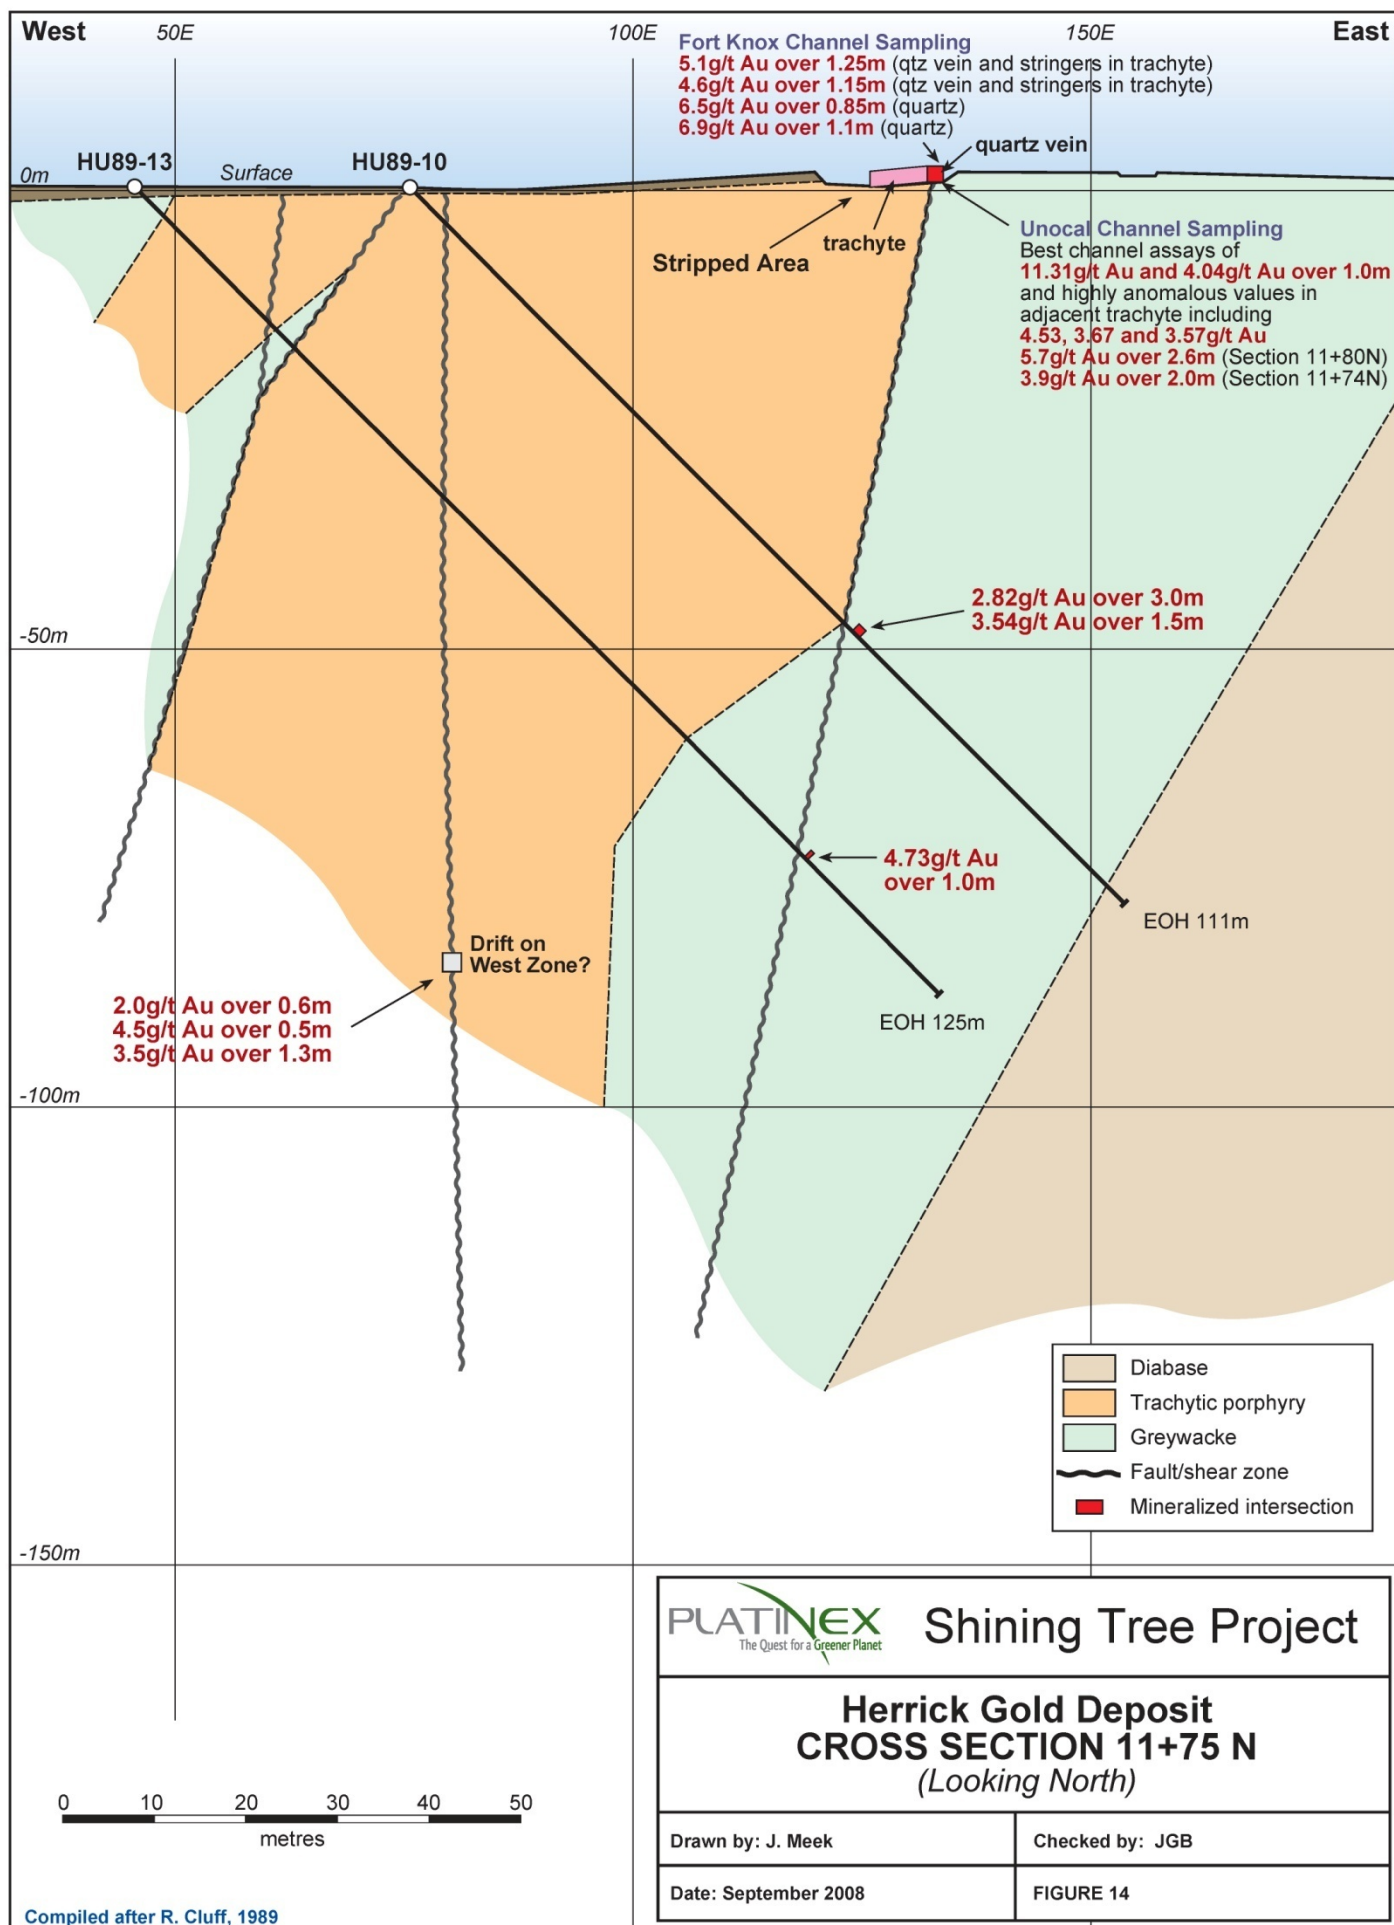 West
50E
100E
150E
East
Fort Knox Channel Sampling
5.1g/t Au over 1.25m (qtz vein and stringers in trachyte)
4.6g/t Au over 1.15m (qtz vein and stringers in trachyte)
6.5g/t Au over 0.85m (quartz)
6.9g/t Au over 1.1m (quartz)
quartz vein
HU89-13
HU89-10
0m
Surface
Stripped Area
trachyte
Unocal Channel Sampling
Best channel assays of
11.31g/t Au and 4.04g/t Au over 1.0m
and highly anomalous values in
adjacent trachyte including
4.53, 3.67 and 3.57g/t Au
5.7g/t Au over 2.6m (Section 11+80N)
3.9g/t Au over 2.0m (Section 11+74N)
2.82g/t Au over 3.0m
3.54g/t Au over 1.5m
-50m
4.73g/t Au
over 1.0m
EOH 111m
Drift on
West Zone?
2.0g/t Au over 0.6m
4.5g/t Au over 0.5m
3.5g/t Au over 1.3m
EOH 125m
-100m
Diabase
Trachytic porphyry
Greywacke
Fault/shear zone
Mineralized intersection
-150m
PLATINEX
The Quest for a Greener Planet
Shining Tree Project
Herrick Gold Deposit
CROSS SECTION 11+75 N
(Looking North)
0 10 20 30 40 50
metres
Drawn by: J. Meek
Checked by: JGB
Date: September 2008
FIGURE 14
Compiled after R. Cluff, 1989